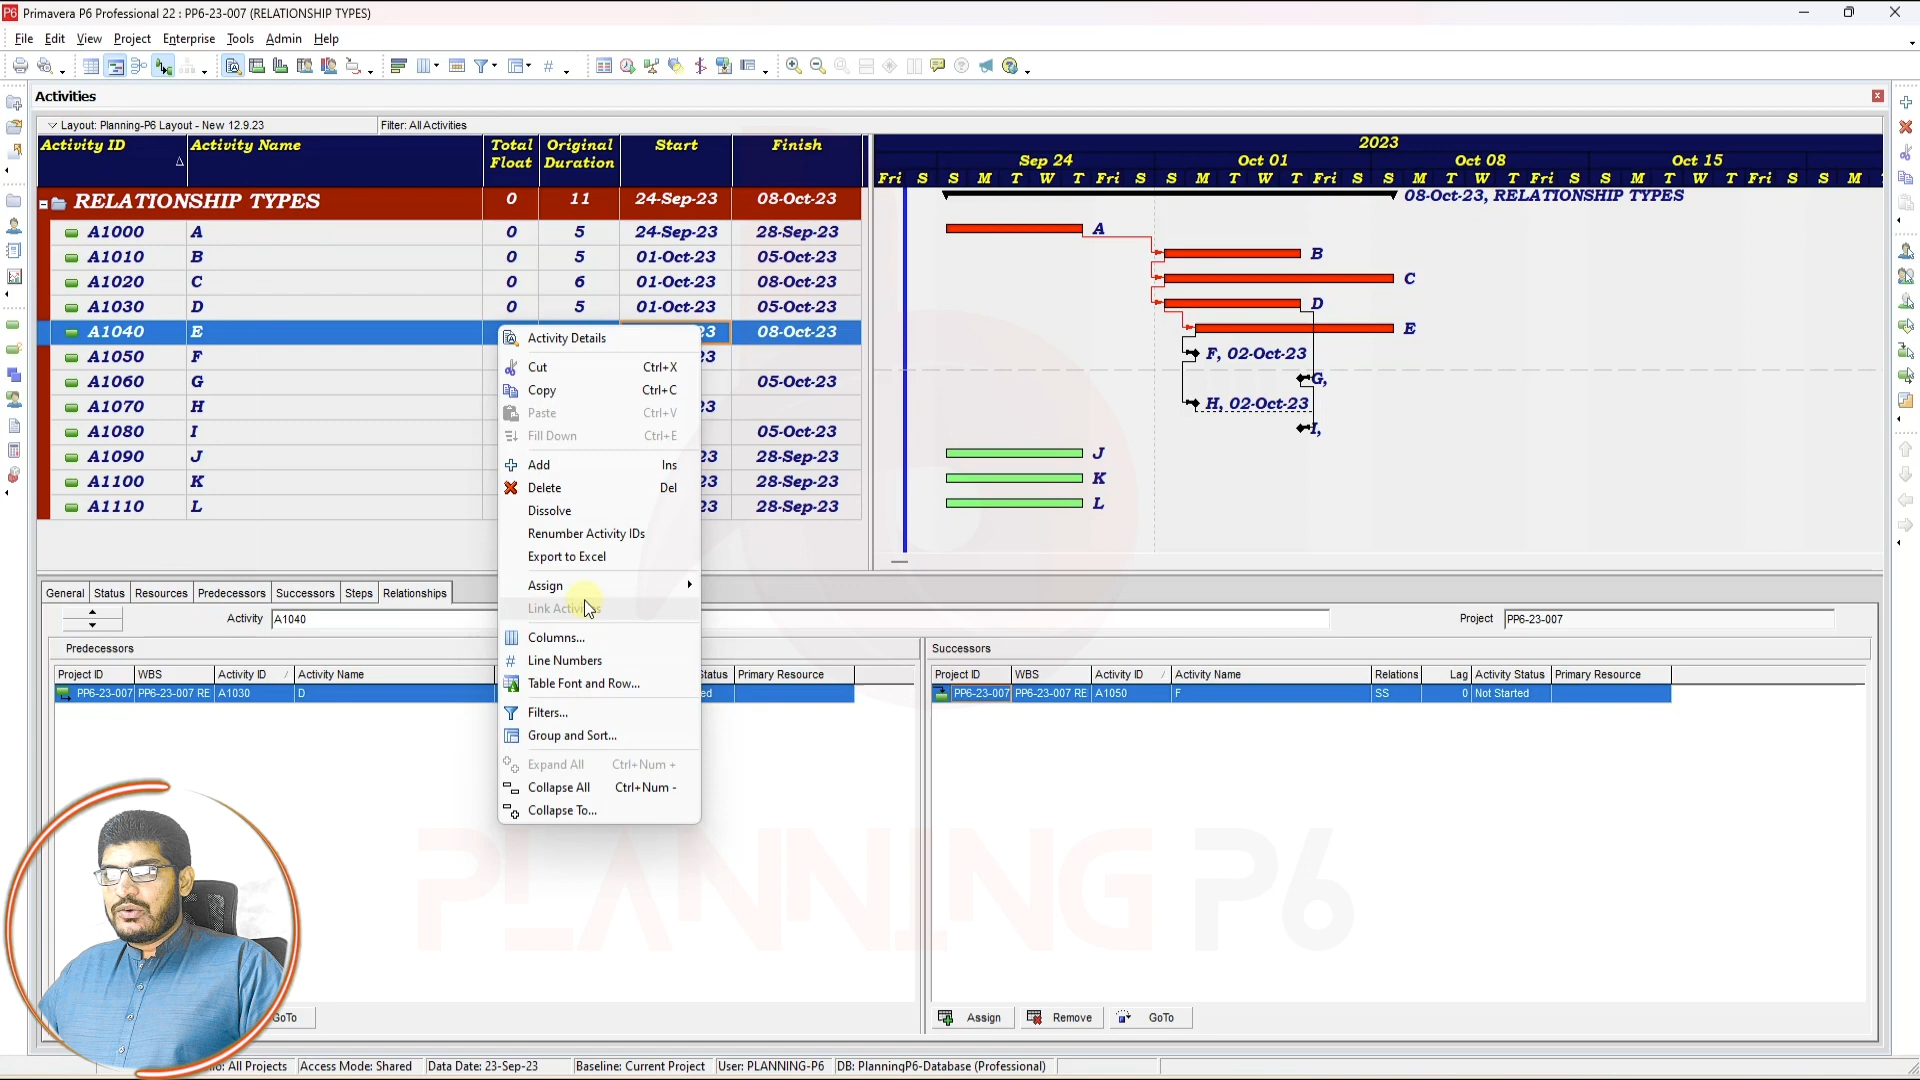 Primavera P6 Professional 22 : PP6-23-007 (RELATIONSHIP TYPES)
File Edit View Project Enterprise Tools Admin Help
Activities
Layout: Planning-P6 Layout - New 12.9.23 Filter: All Activities
Activity ID Activity Name Total Float Original Duration Start Finish
2023
Sep 24 Oct 01 Oct 08 Oct 15
Fri S S M T W T Fri S S M T W T Fri S S M T W T Fri S S M T W T Fri S S M
RELATIONSHIP TYPES 0 11 24-Sep-23 08-Oct-23 08-Oct-23, RELATIONSHIP TYPES
A1000 A 0 5 24-Sep-23 28-Sep-23 A
A1010 B 0 5 01-Oct-23 05-Oct-23 B
A1020 C 0 6 01-Oct-23 08-Oct-23 C
A1030 D 0 5 01-Oct-23 05-Oct-23 D
A1040 E 23 08-Oct-23 E
A1050 F 23 F, 02-Oct-23
A1060 G 05-Oct-23 G,
A1070 H 23 H, 02-Oct-23
A1080 I 05-Oct-23 I,
A1090 J 23 28-Sep-23 J
A1100 K 23 28-Sep-23 K
A1110 L 23 28-Sep-23 L
Activity Details
Cut Ctrl+X
Copy Ctrl+C
Paste Ctrl+V
Fill Down Ctrl+E
Add Ins
Delete Del
Dissolve
Renumber Activity IDs
Export to Excel
Assign
Link Activities
Columns...
Line Numbers
Table Font and Row...
Filters...
Group and Sort...
Expand All Ctrl+Num +
Collapse All Ctrl+Num -
Collapse To...
General Status Resources Predecessors Successors Steps Relationships
Activity A1040 Project PP6-23-007
Predecessors Successors
Project ID WBS Activity ID Activity Name Status Primary Resource
PP6-23-007 PP6-23-007 RE A1030 D ed
Project ID WBS Activity ID Activity Name Relations Lag Activity Status Primary Resource
PP6-23-007 PP6-23-007 RE A1050 F SS 0 Not Started
PLANNING P6
GoTo Assign Remove GoTo
All Projects Access Mode: Shared Data Date: 23-Sep-23 Baseline: Current Project User: PLANNING-P6 DB: PlanningP6-Database (Professional)